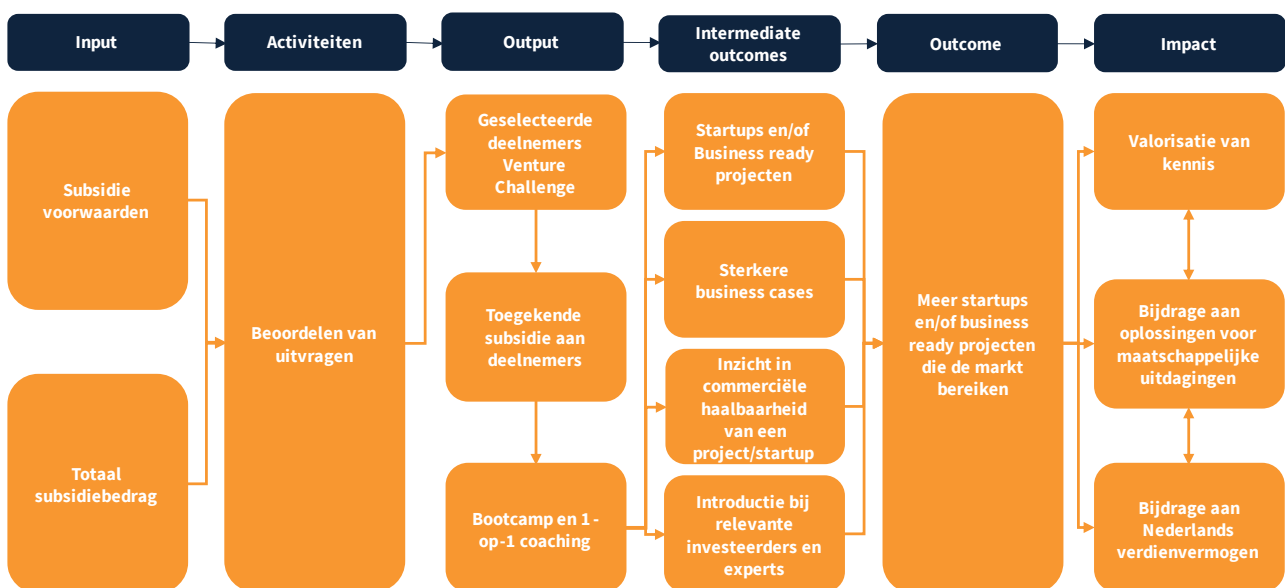 Input
Activiteiten
Output
Intermediate
outcomes
Outcome
Impact
Subsidie
voorwaarden
Totaal
subsidiebedrag
Beoordelen van
uitvragen
Geselecteerde
deelnemers
Venture
Challenge
Toegekende
subsidie aan
deelnemers
Bootcamp en 1-
op-1 coaching
Startups en/of
Business ready
projecten
Sterkere
business cases
Inzicht in
commerciële
haalbaarheid
van een
project/startup
Introductie bij
relevante
investeerders en
experts
Meer startups
en/of business
ready projecten
die de markt
bereiken
Valorisatie van
kennis
Bijdrage aan
oplossingen voor
maatschappelijke
uitdagingen
Bijdrage aan
Nederlands
verdienvermogen